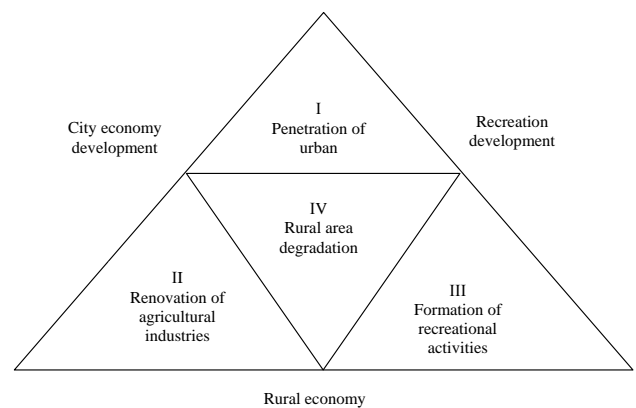 I
Penetration of
urban
City economy
development
Recreation
development
IV
Rural area
degradation
II
Renovation of
agricultural
industries
III
Formation of
recreational
activities
Rural economy